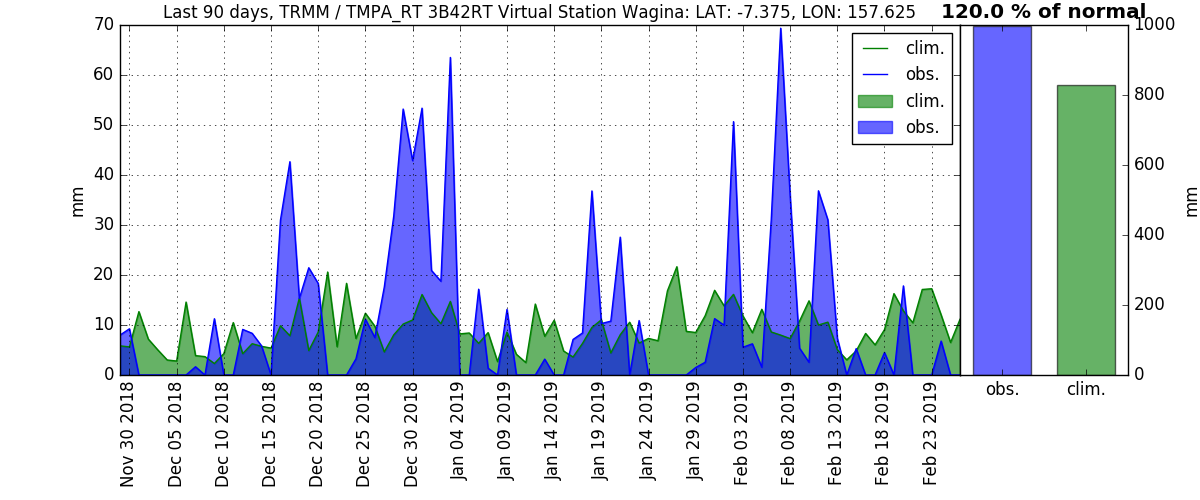 Last 90 days, TRMM / TMPA_RT 3B42RT Virtual Station Wagina: LAT: -7.375, LON: 157.625
120.0 % of normal
70
60
50
40
30
20
10
0
mm
clim.
obs.
clim.
obs.
Nov 30 2018
Dec 05 2018
Dec 10 2018
Dec 15 2018
Dec 20 2018
Dec 25 2018
Dec 30 2018
Jan 04 2019
Jan 09 2019
Jan 14 2019
Jan 19 2019
Jan 24 2019
Jan 29 2019
Feb 03 2019
Feb 08 2019
Feb 13 2019
Feb 18 2019
Feb 23 2019
1000
800
600
400
200
0
mm
obs.
clim.